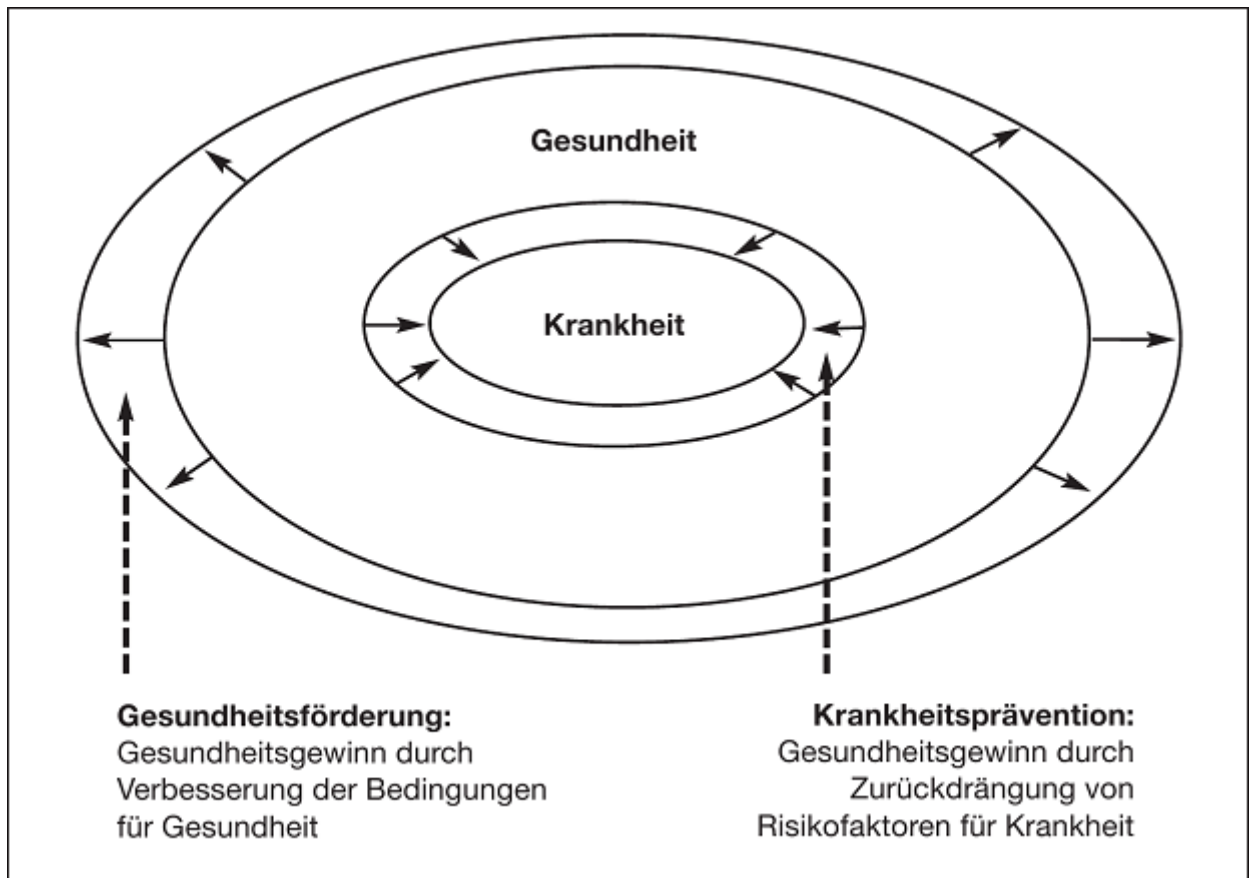 Gesundheit
Krankheit
Gesundheitsförderung:
Gesundheitsgewinn durch
Verbesserung der Bedingungen
für Gesundheit
Krankheitsprävention:
Gesundheitsgewinn durch
Zurückdrängung von
Risikofaktoren für Krankheit